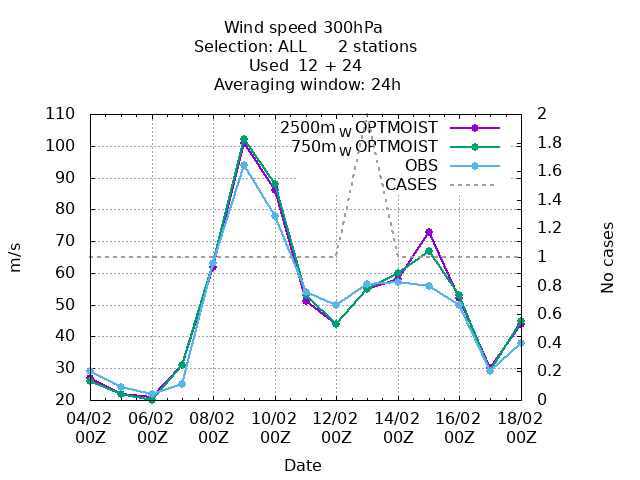 Wind speed 300hPa
Selection: ALL      2 stations
Used  12 + 24
Averaging window: 24h
110
100
90
80
70
60
50
40
30
20
m/s
2
1.8
1.6
1.4
1.2
1
0.8
0.6
0.4
0.2
0
No cases
2500m W OPTMOIST
750m W OPTMOIST
OBS
CASES
04/02 06/02 08/02 10/02 12/02 14/02 16/02 18/02
00Z 00Z 00Z 00Z 00Z 00Z 00Z 00Z
Date